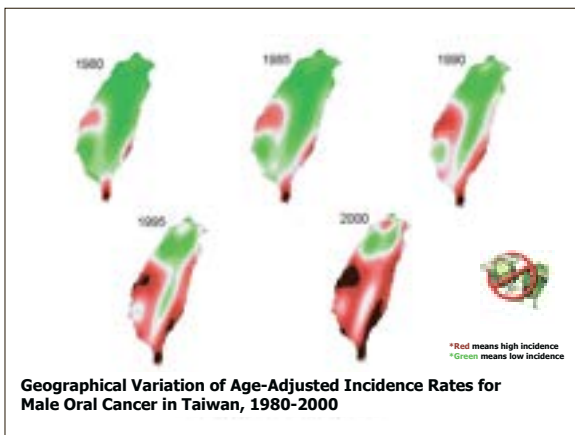 1980
1985
1990
1995
2000
*Red means high incidence
*Green means low incidence
Geographical Variation of Age-Adjusted Incidence Rates for
Male Oral Cancer in Taiwan, 1980-2000